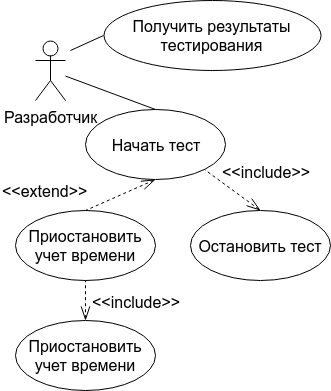 Получить результаты
тестирования
Разработчик
Начать тест
<<include>>
<<extend>>
Приостановить
учет времени
Остановить тест
<<include>>
Приостановить
учет времени